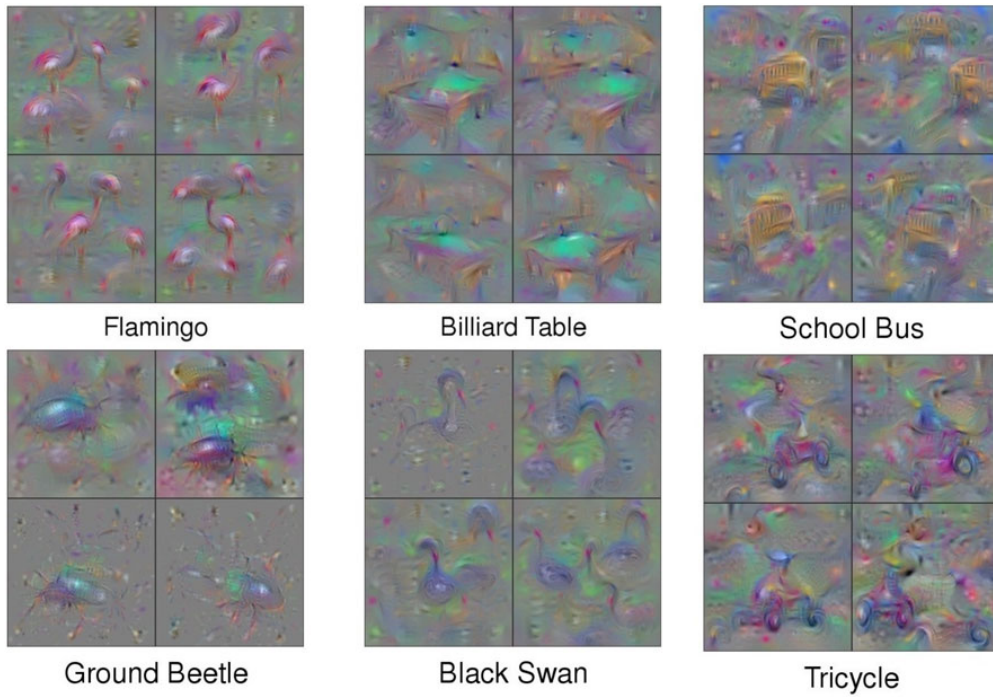 Flamingo
Billiard Table
School Bus
Ground Beetle
Black Swan
Tricycle